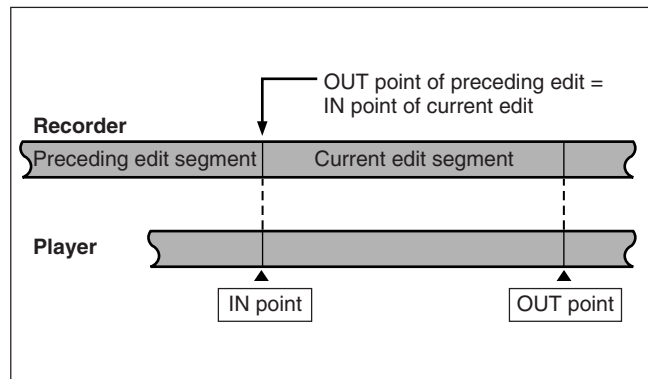 OUT point of preceding edit =
IN point of current edit
Recorder
Preceding edit segment
Current edit segment
Player
IN point
OUT point